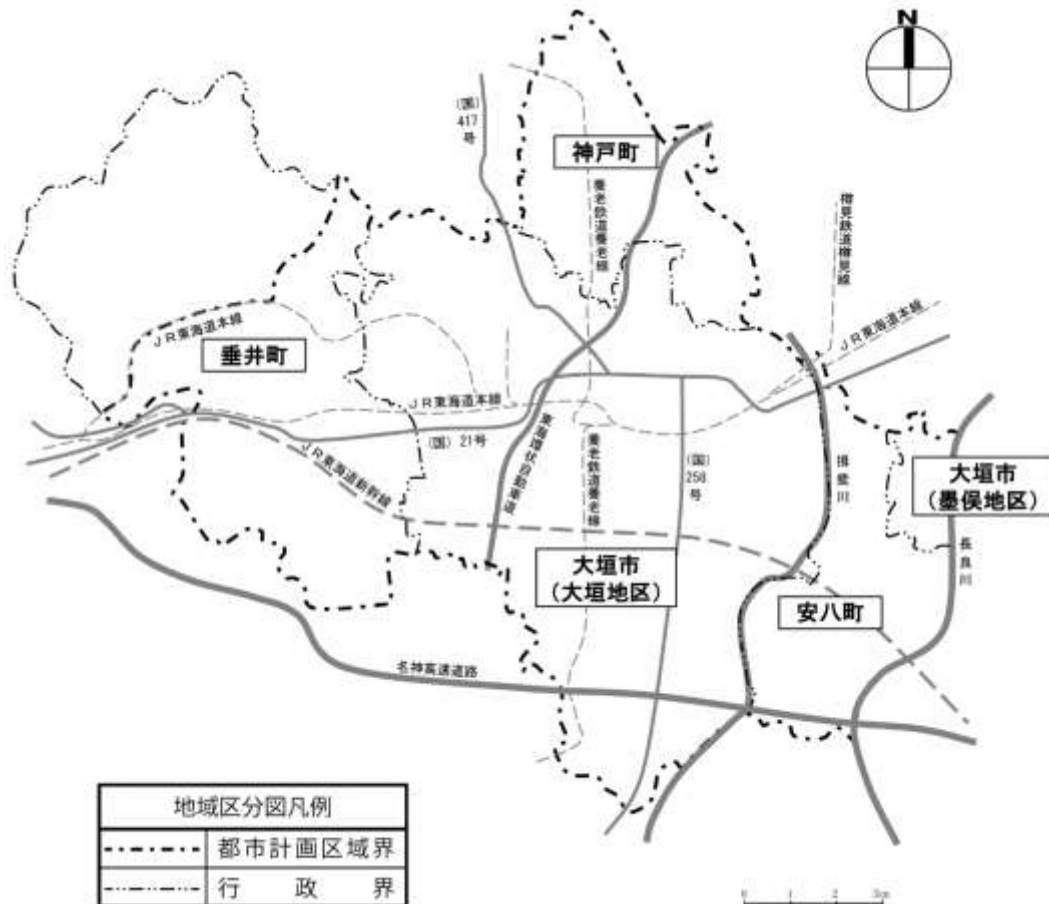 N
(国)
417
号
神戸町
養老鉄道養老線
樽見鉄道樽見線
JR東海道本線
JR東海道本線
垂井町
JR東海道本線
(国) 21号
JR東海道新幹線
東海環状自動車道
養老鉄道養老線
(国)
258
号
揖斐川
大垣市
(墨俣地区)
長良川
大垣市
(大垣地区)
安八町
名神高速道路
地域区分図凡例
都市計画区域界
行政界
0 1 2 3km